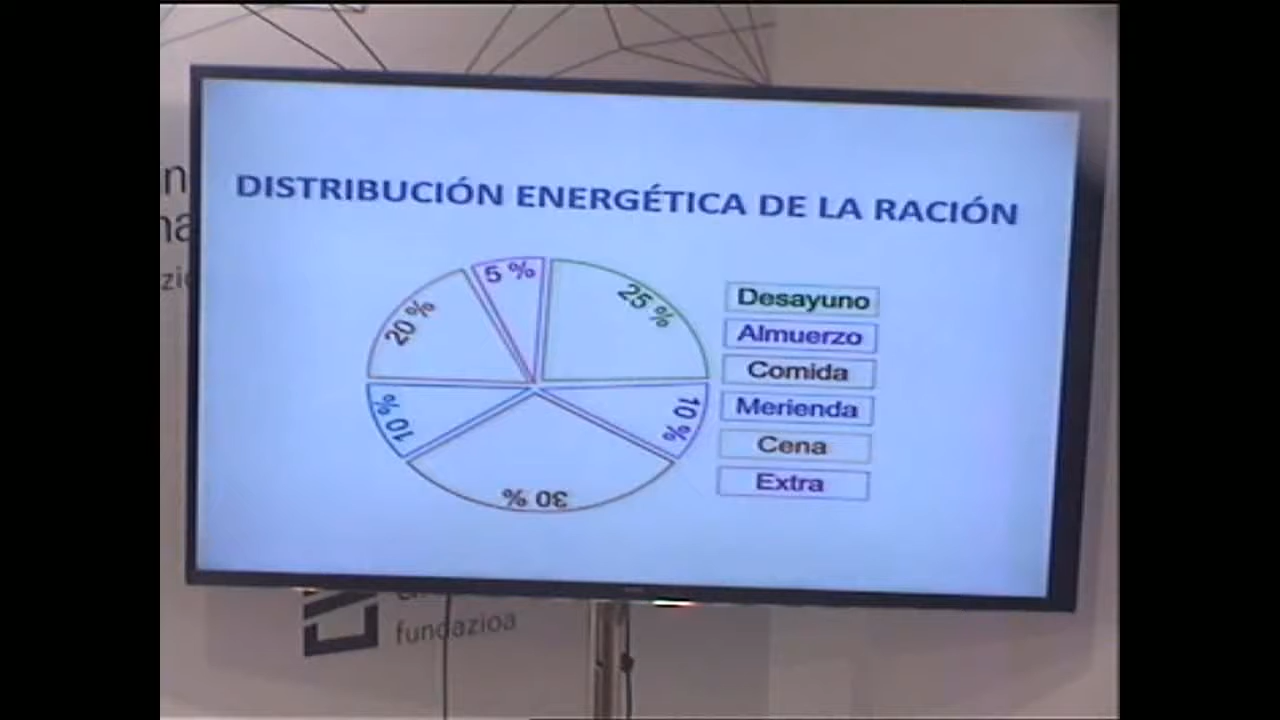 DISTRIBUCIÓN ENERGÉTICA DE LA RACIÓN
5 %
25 %
20 %
10 %
10 %
30 %
Desayuno
Almuerzo
Comida
Merienda
Cena
Extra
fundazioa